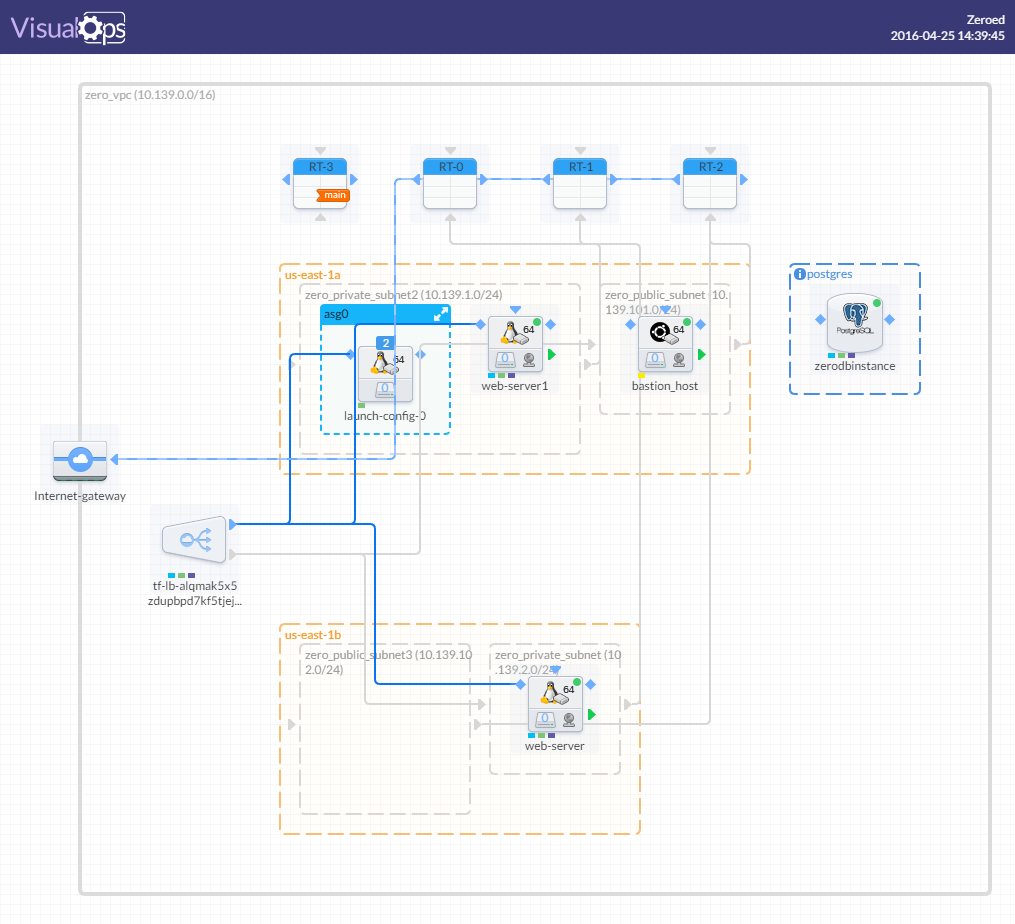 VisualOps
Zeroed
2016-04-25 14:39:45
zero_vpc (10.139.0.0/16)
RT-3
main
RT-0
RT-1
RT-2
us-east-1a
zero_private_subnet2 (10.139.1.0/24)
asg0
2
64
0
launch-config-0
64
0
web-server1
zero_public_subnet (10.
139.101.0/24)
64
0
bastion_host
postgres
PostgreSQL
zerodbinstance
Internet-gateway
tf-lb-alqmak5x5
zdupbpd7kf5tjej...
us-east-1b
zero_public_subnet3 (10.139.10
2.0/24)
zero_private_subnet (10
.139.2.0/24)
64
0
web-server